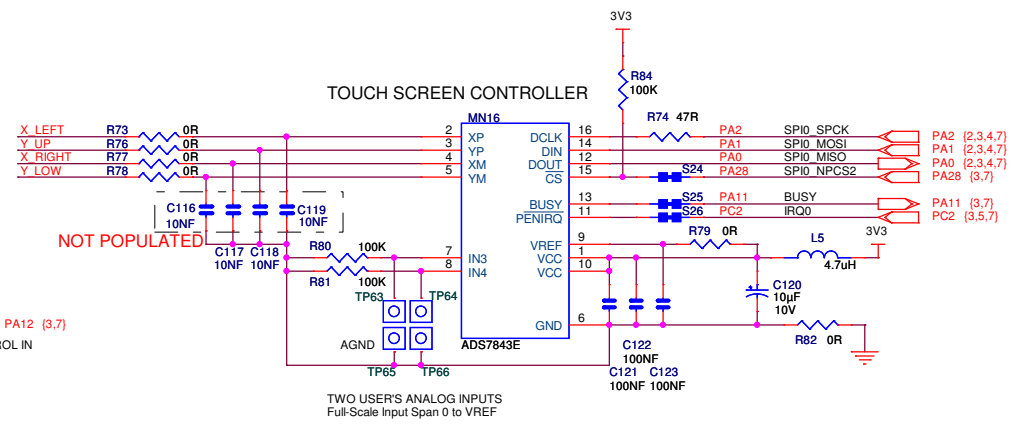 3V3
R84
100K
TOUCH SCREEN CONTROLLER
MN16
R74 47R
X_LEFT R73 0R 2 XP DCLK 16 PA2 SPI0_SPCK PA2 {2,3,4,7}
Y_UP R76 0R 3 YP DIN 14 PA1 SPI0_MOSI PA1 {2,3,4,7}
X_RIGHT R77 0R 4 XM DOUT 12 PA0 SPI0_MISO PA0 {2,3,4,7}
Y_LOW R78 0R 5 YM CS 15 S24 PA28 SPI0_NPCS2 PA28 {3,7}
BUSY 13 S25 PA11 BUSY PA11 {3,7}
PENIRQ 11 S26 PC2 IRQ0 PC2 {3,5,7}
C116 C119
10NF 10NF
NOT POPULATED
C117 C118
10NF 10NF
R80 100K 7 IN3
R81 100K 8 IN4
VREF 9 R79 0R
VCC 1 L5 3V3
VCC 10 4.7uH
C120
10µF
10V
TP63 TP64
GND 6
R82 0R
PA12 {3,7}
ROL IN
AGND
ADS7843E
TP65 TP66
C122
100NF
C121 C123
100NF 100NF
TWO USER'S ANALOG INPUTS
Full-Scale Input Span 0 to VREF